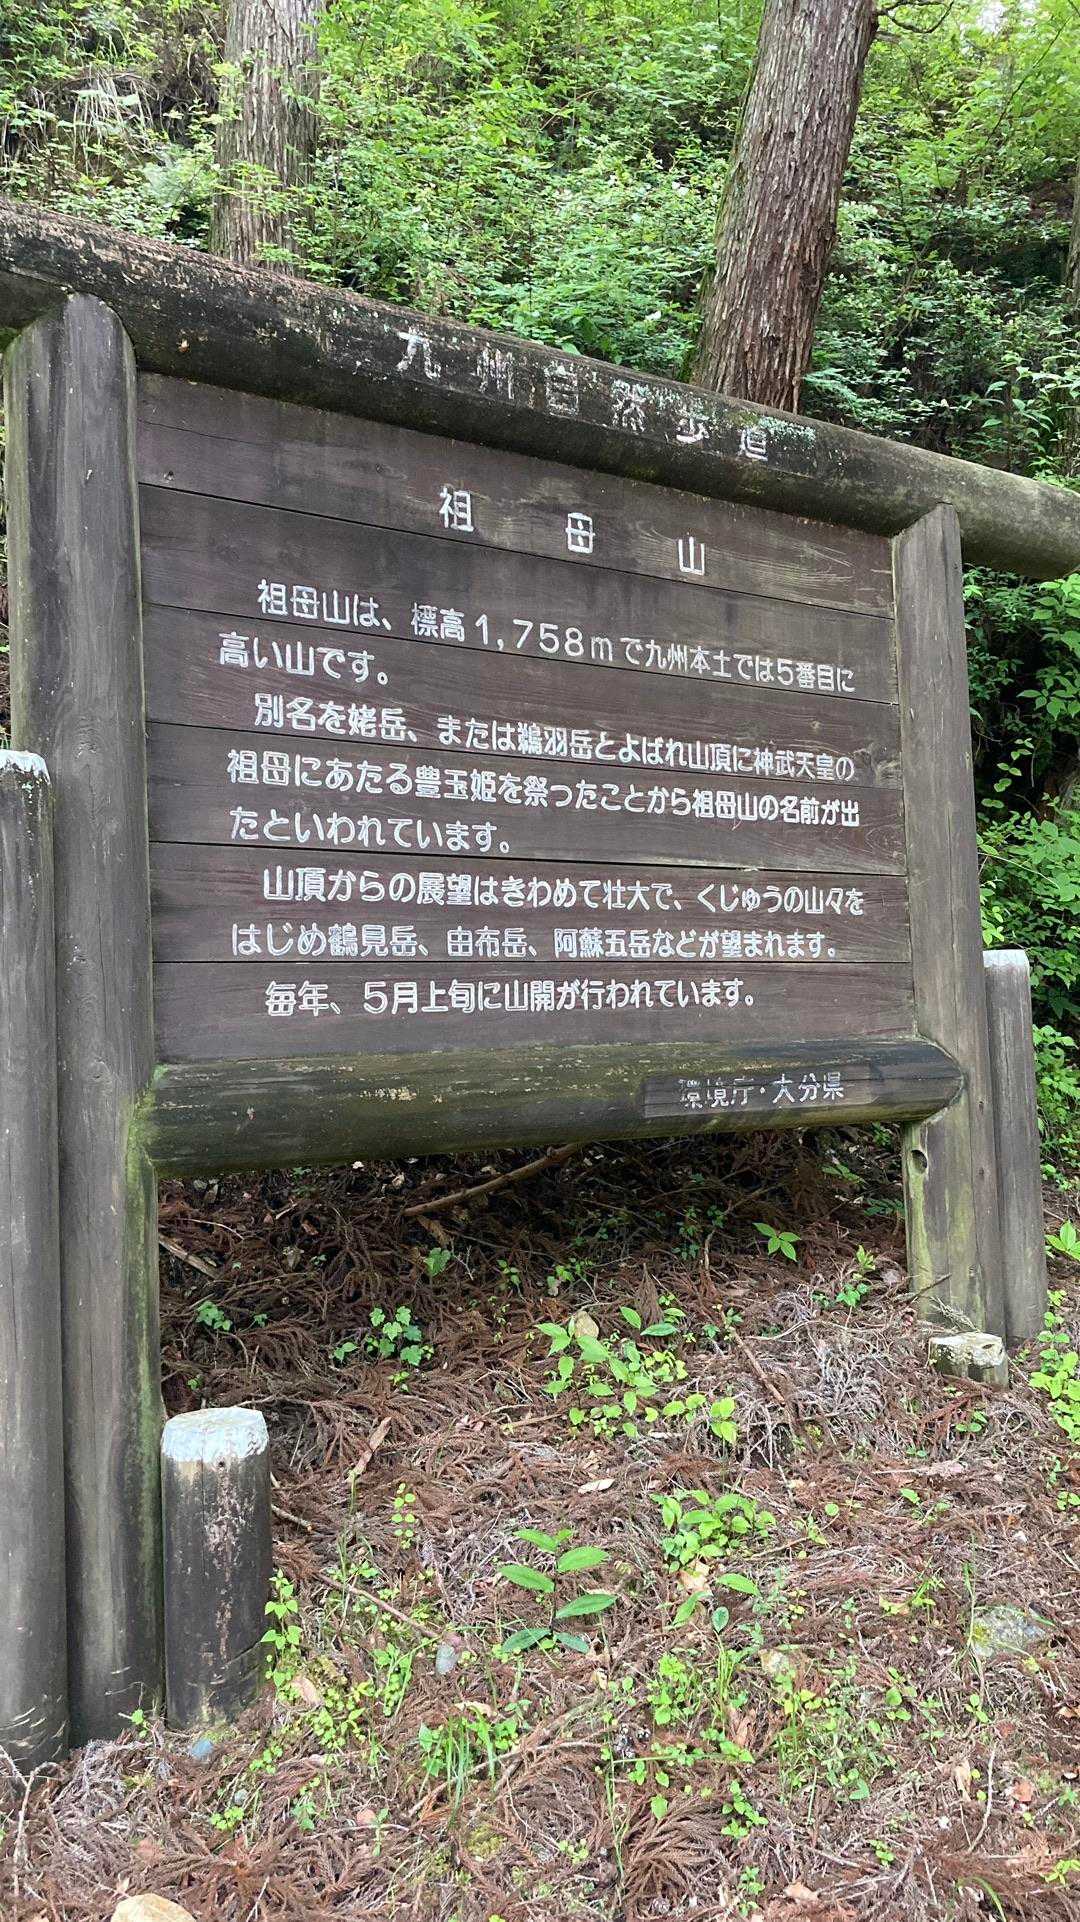 九州自然歩道
祖母山
祖母山は、標高1,758mで九州本土では5番目に
高い山です。
別名を姥岳、または鵜羽岳とよばれ山頂に神武天皇の
祖母にあたる豊玉姫を祭ったことから祖母山の名前が出
たといわれています。
山頂からの展望はきわめて壮大で、くじゅうの山々を
はじめ鶴見岳、由布岳、阿蘇五岳などが望まれます。
毎年、5月上旬に山開が行われています。
環境庁・大分県